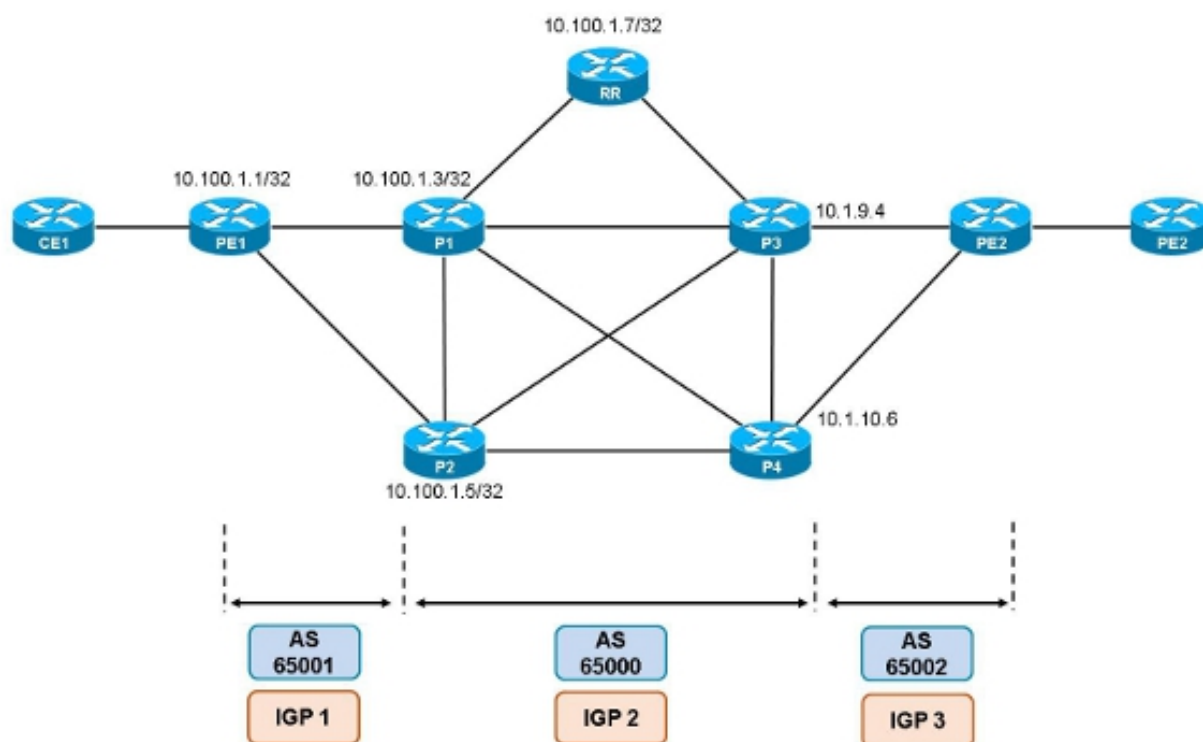 10.100.1.7/32
RR
10.100.1.1/32
10.100.1.3/32
10.1.9.4
CE1
PE1
P1
P3
PE2
PE2
10.1.10.6
P2
P4
10.100.1.5/32
AS
65001
AS
65000
AS
65002
IGP 1
IGP 2
IGP 3